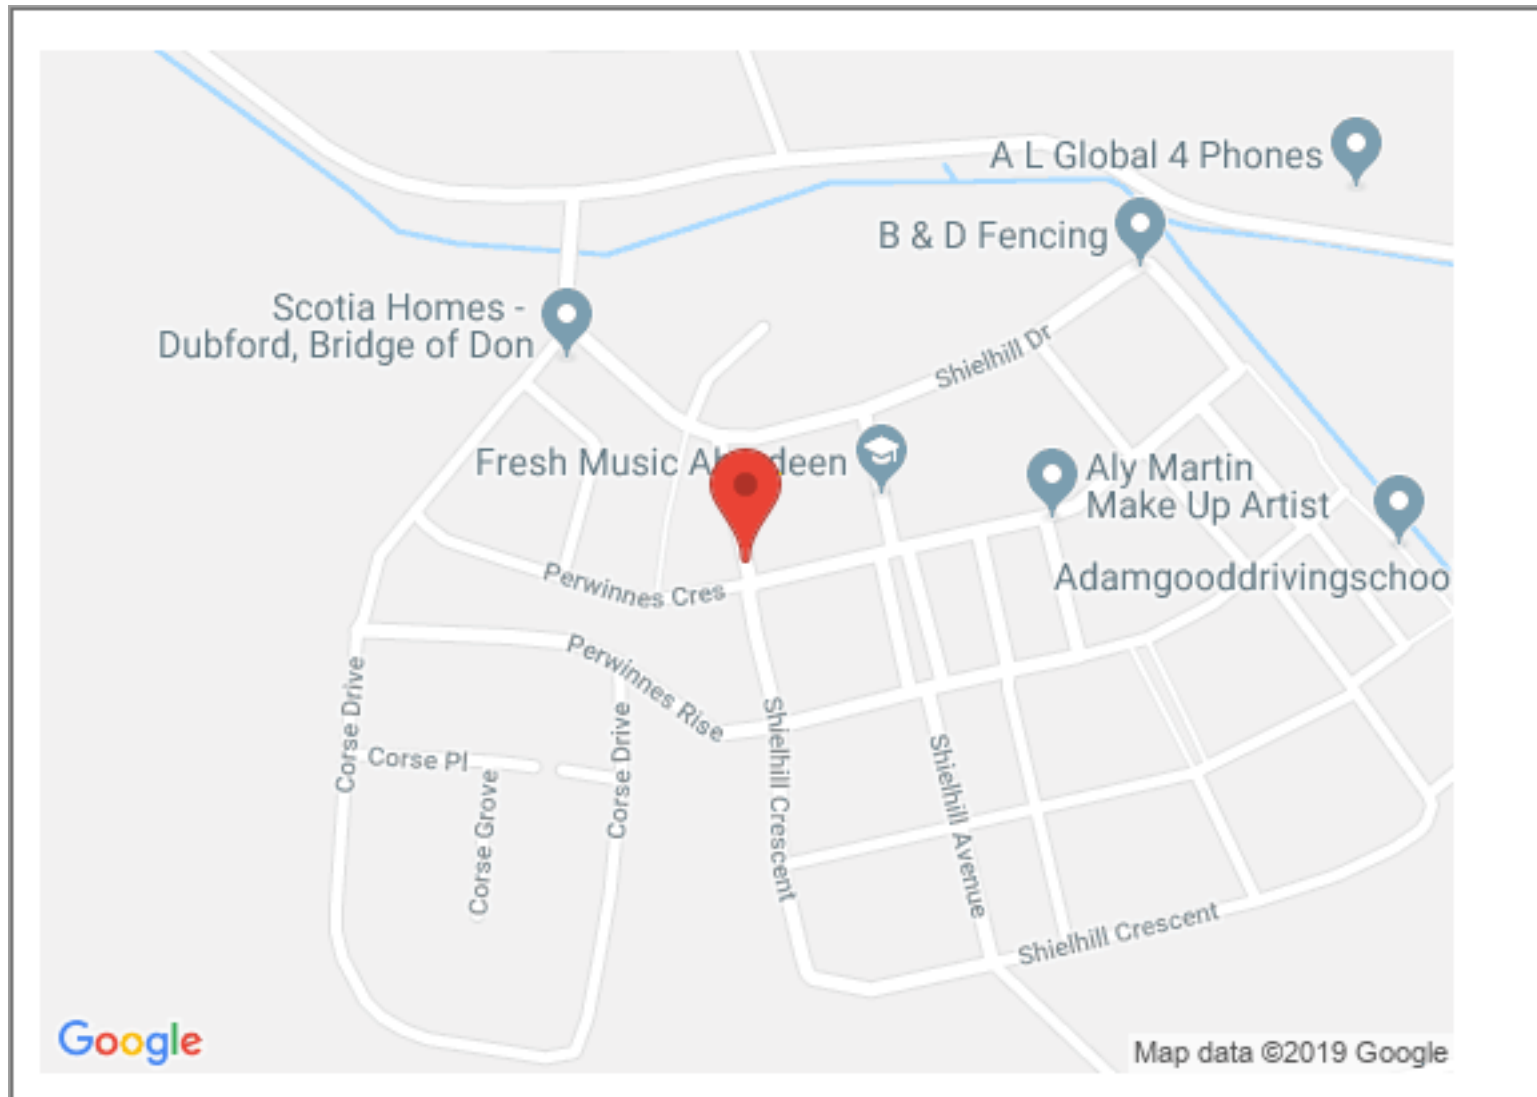 A L Global 4 Phones
B & D Fencing
Scotia Homes -
Dubford, Bridge of Don
Shielhill Dr
Fresh Music Aberdeen
Aly Martin
Make Up Artist
Adamgooddrivingschoo
Perwinnes Cres
Perwinnes Rise
Corse Drive
Corse Drive
Corse Pl
Corse Grove
Shielhill Crescent
Shielhill Avenue
Shielhill Crescent
Google
Map data ©2019 Google